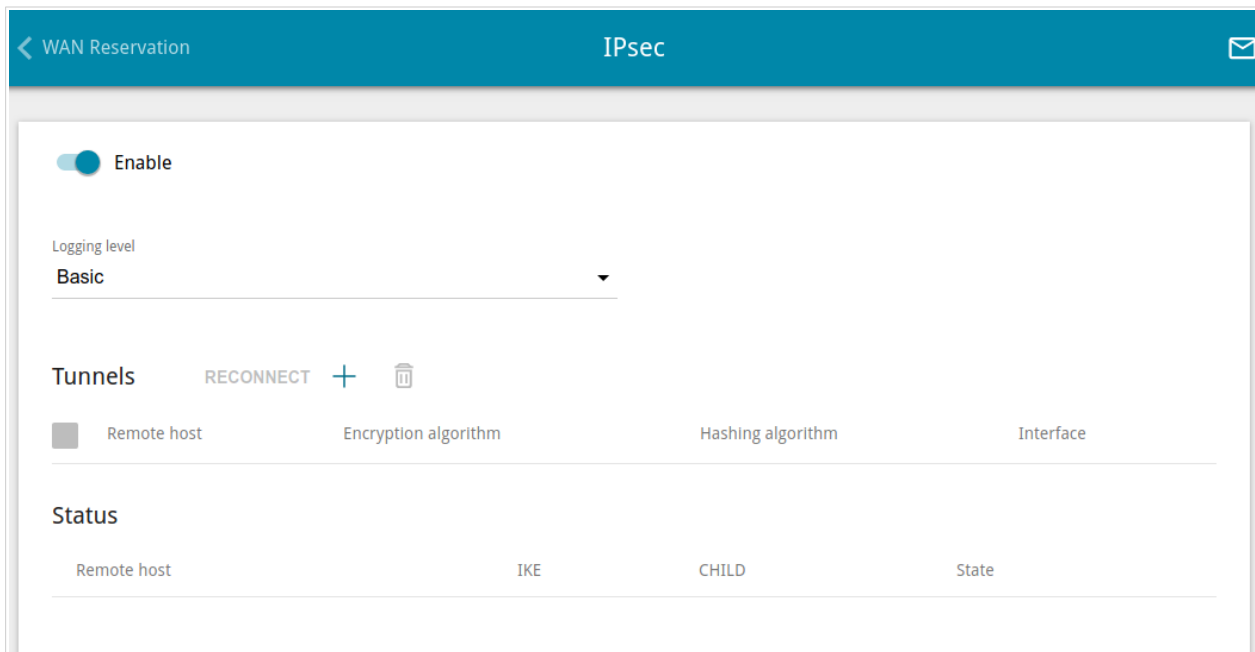 WAN Reservation IPsec
Enable
Logging level
Basic
Tunnels RECONNECT
Remote host Encryption algorithm Hashing algorithm Interface
Status
Remote host IKE CHILD State